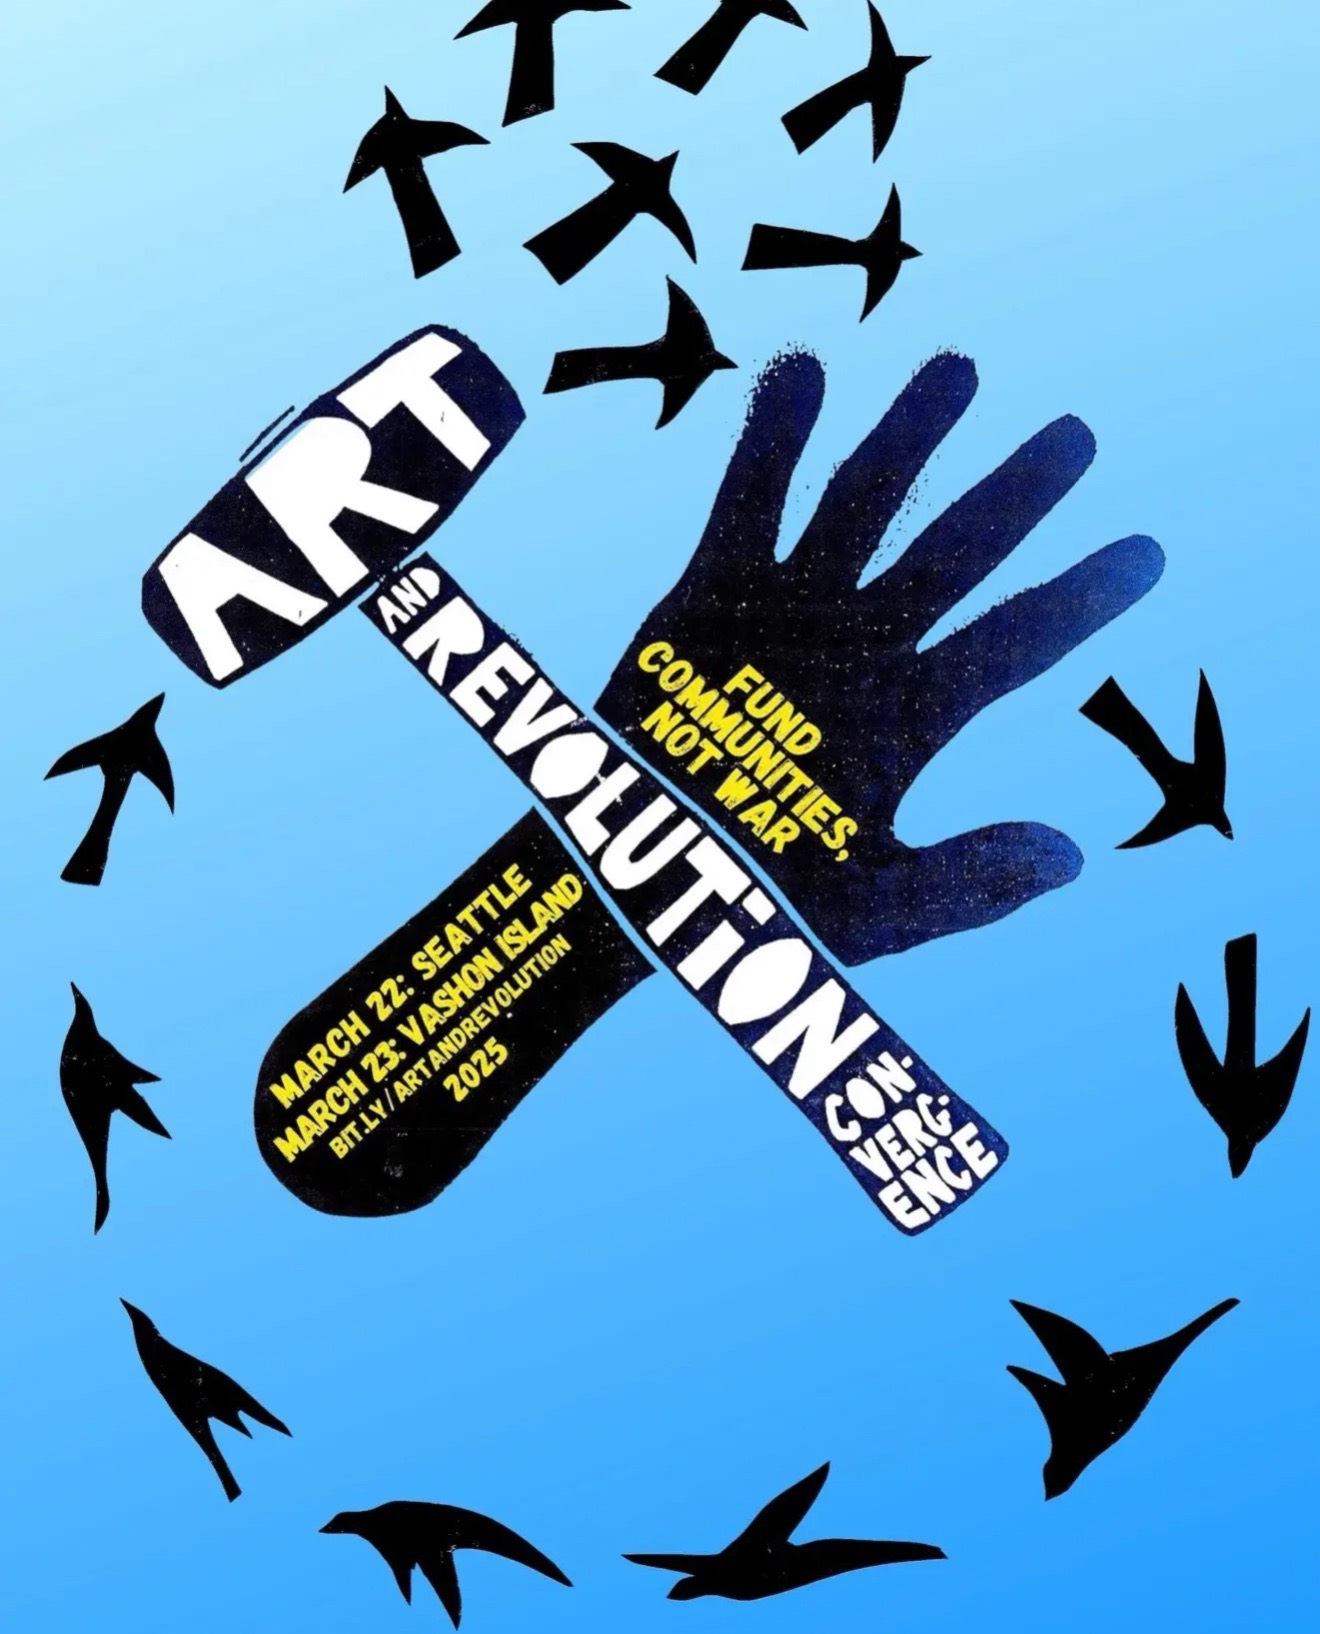 ART
AND
REVOLUTION
CON-
VERG-
ENCE
FUND
COMMUNITIES,
NOT WAR
MARCH 22: SEATTLE
MARCH 23: VASHON ISLAND
BIT.LY/ARTANDREVOLUTION
2025